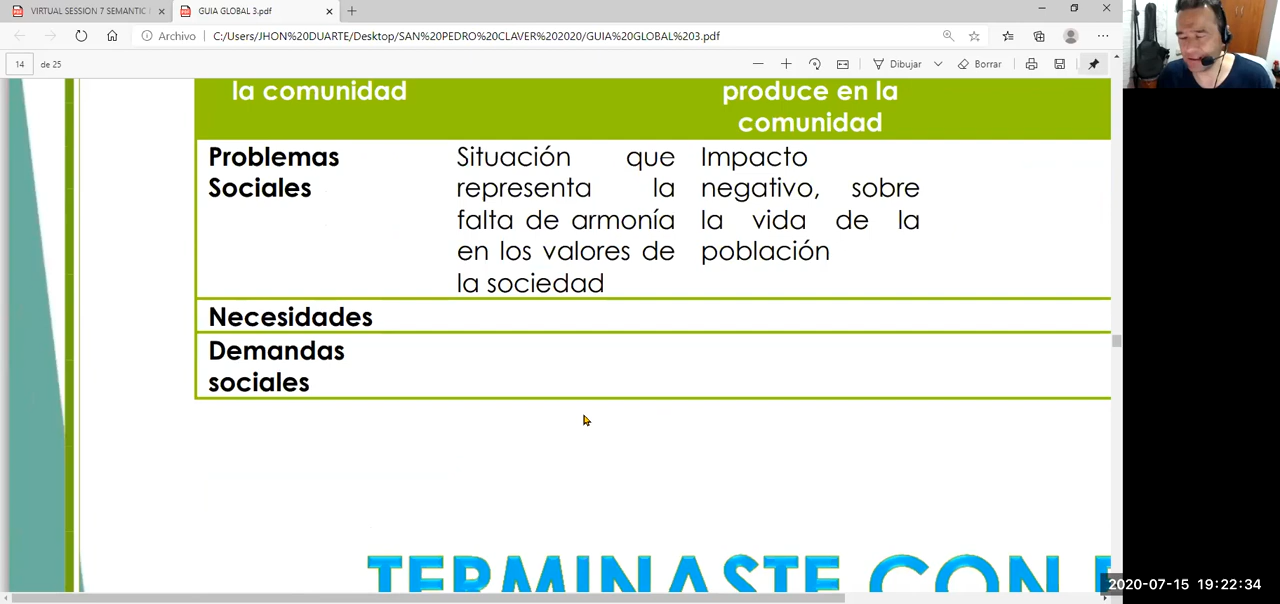 VIRTUAL SESSION 7 SEMANTIC
GUIA GLOBAL 3.pdf
Archivo
C:/Users/JHON%20DUARTE/Desktop/SAN%20PEDRO%20CLAVER%202020/GUIA%20GLOBAL%203.pdf
14 de 25
Dibujar
Borrar
la comunidad
produce en la
comunidad
Problemas
Sociales
Situación que
representa la
falta de armonía
en los valores de
la sociedad
Impacto
negativo, sobre
la vida de la
población
Necesidades
Demandas
sociales
TERMINASTE CON
2020-07-15 19:22:34